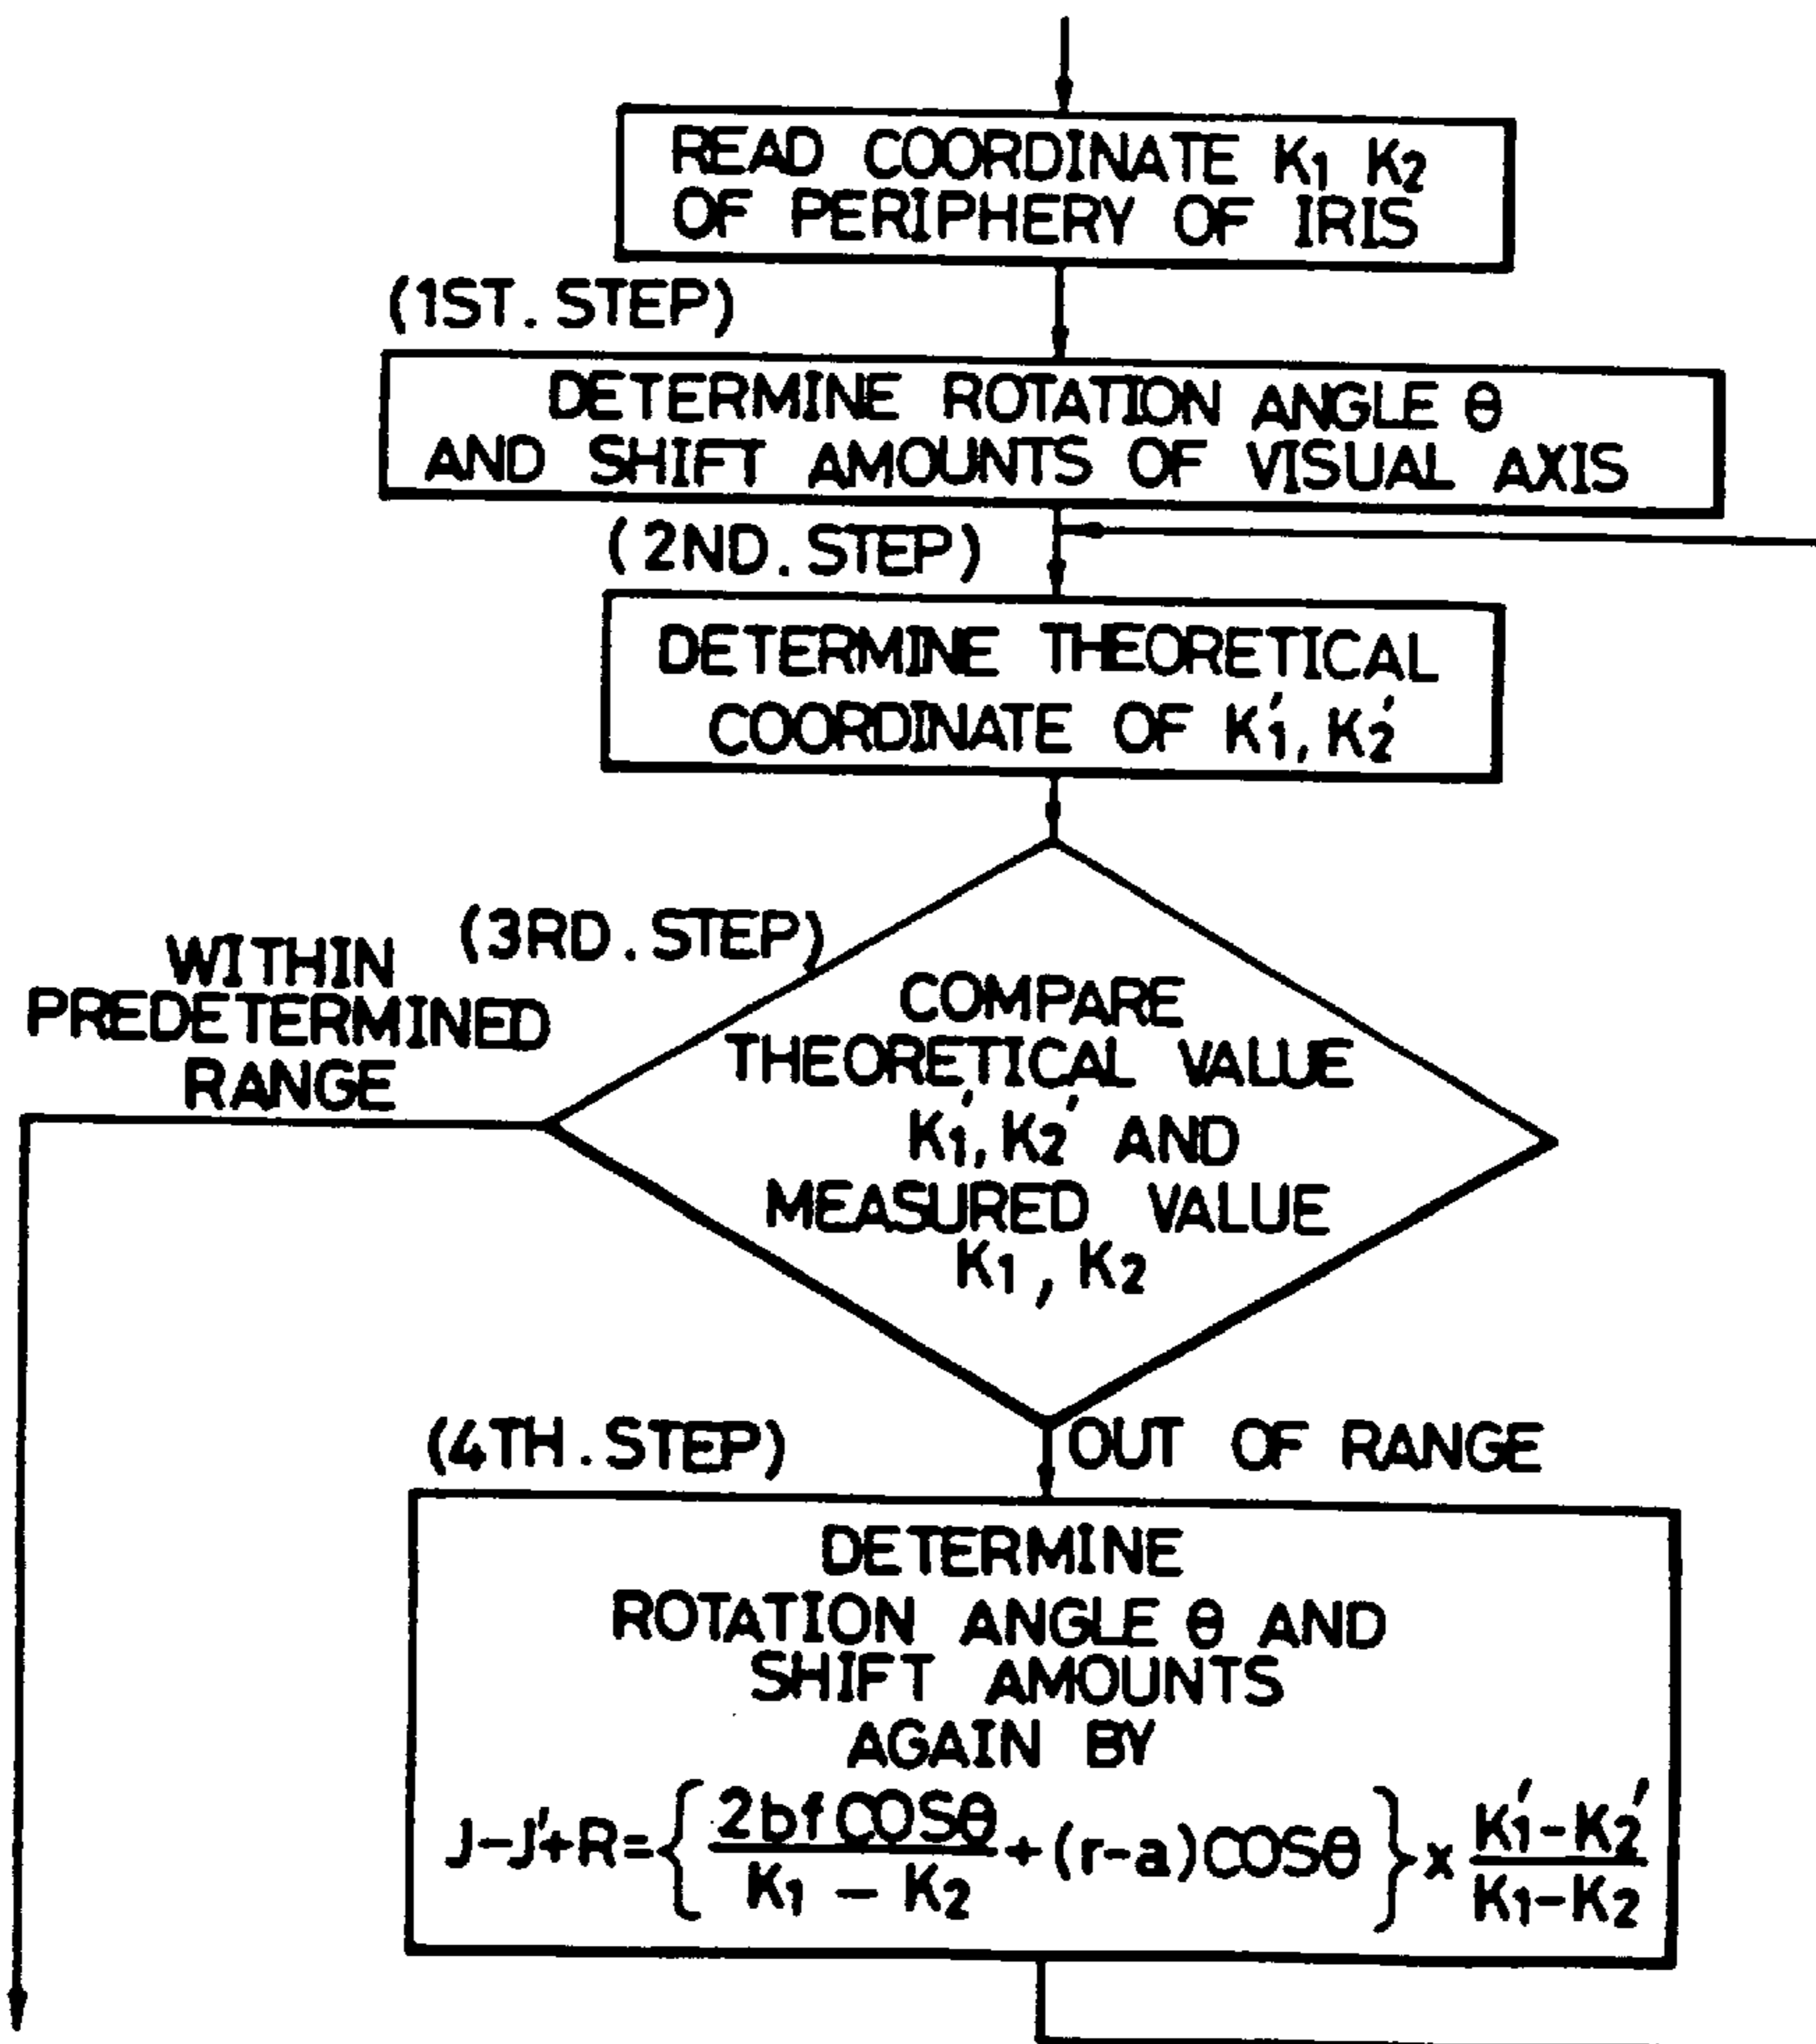 READ COORDINATE K1 K2
OF PERIPHERY OF IRIS
(1ST. STEP)
DETERMINE ROTATION ANGLE θ
AND SHIFT AMOUNTS OF VISUAL AXIS
(2ND. STEP)
DETERMINE THEORETICAL
COORDINATE OF K1', K2'
(3RD. STEP)
WITHIN
PREDETERMINED
RANGE
COMPARE
THEORETICAL VALUE
K1', K2' AND
MEASURED VALUE
K1, K2
(4TH. STEP)
OUT OF RANGE
DETERMINE
ROTATION ANGLE θ AND
SHIFT AMOUNTS
AGAIN BY
J-J'+R={2bf COSθ/(K1 - K2) + (r-a)COSθ} x (K1'-K2')/(K1-K2)